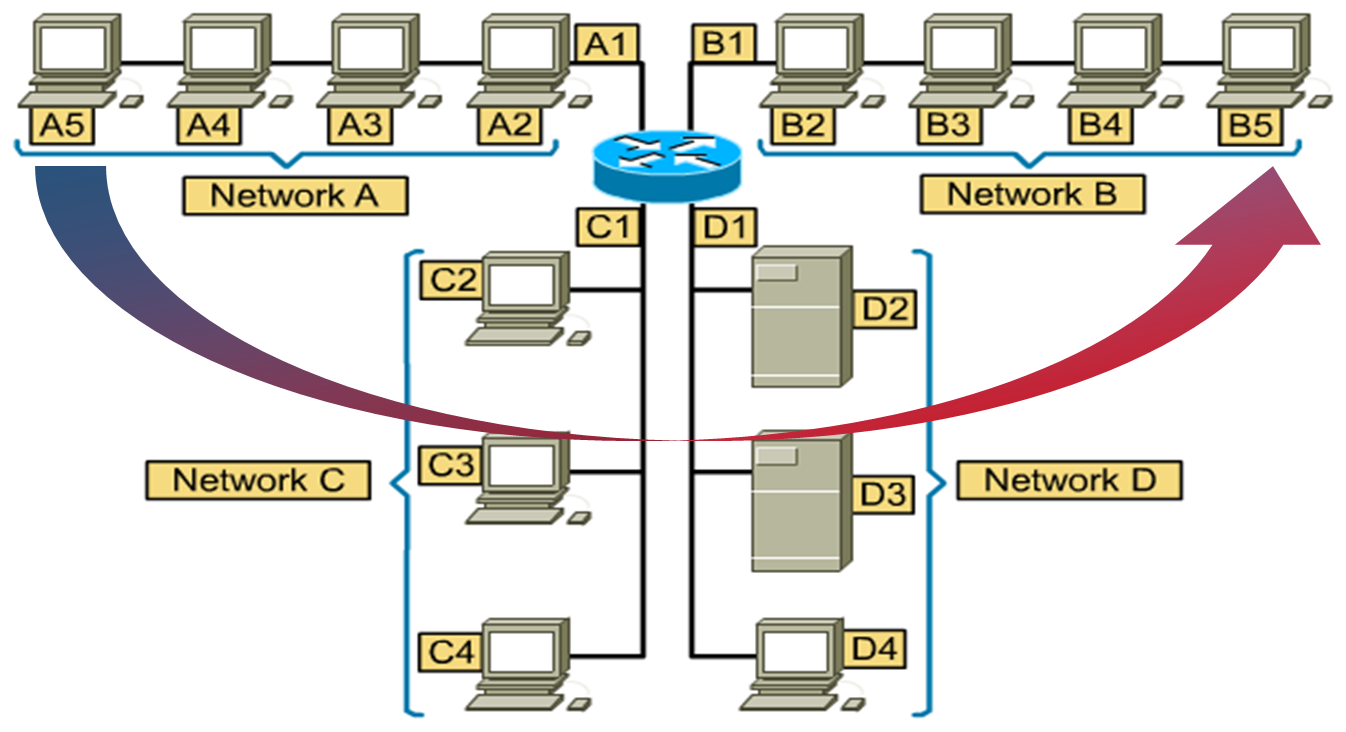 A1
B1
A5
A4
A3
A2
B2
B3
B4
B5
Network A
Network B
C1
D1
C2
D2
C3
D3
Network C
Network D
C4
D4